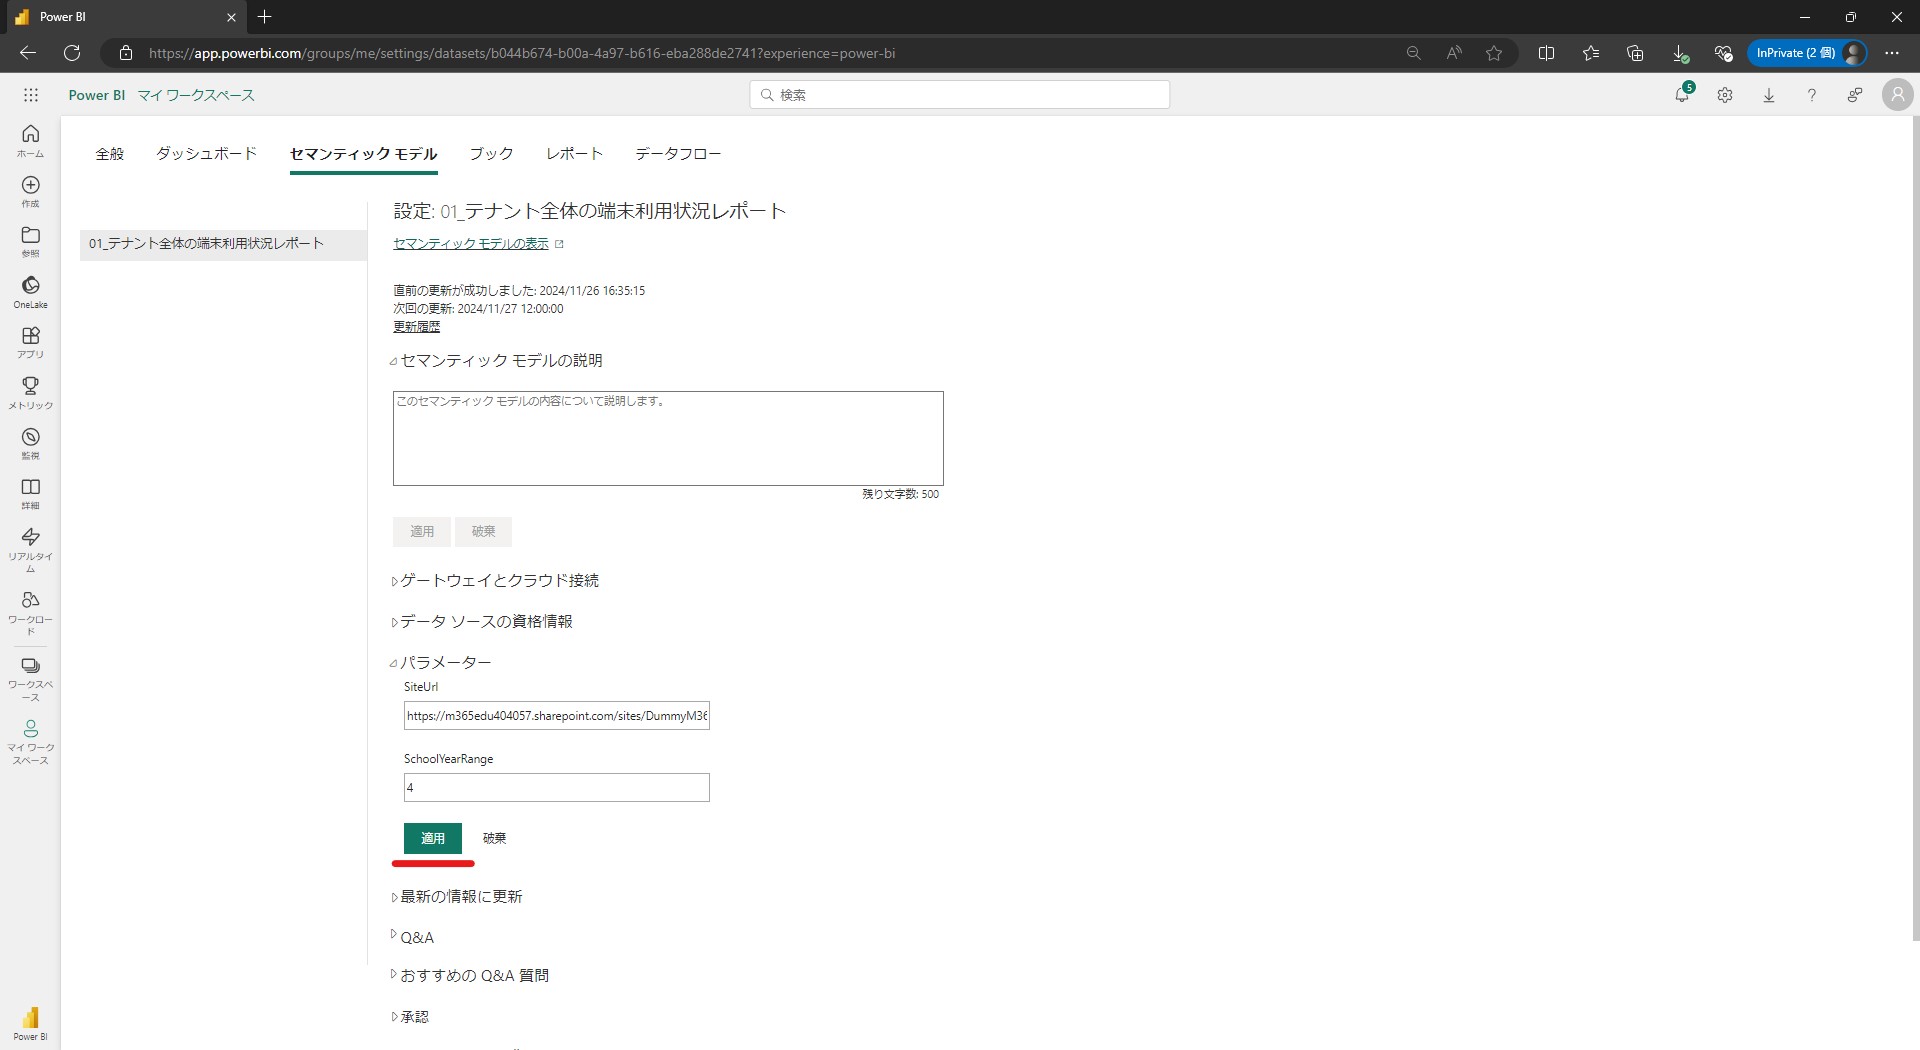 Power BI
https://app.powerbi.com/groups/me/settings/datasets/b044b674-b00a-4a97-b616-eba288de2741?experience=power-bi
InPrivate (2 個)
Power BI マイ ワークスペース
検索
5
ホーム
作成
参照
OneLake
アプリ
メトリック
監視
詳細
リアルタイ
ム
ワークロー
ド
ワークスペ
ース
マイ ワーク
スペース
Power BI
全般 ダッシュボード セマンティック モデル ブック レポート データフロー
01_テナント全体の端末利用状況レポート
設定: 01_テナント全体の端末利用状況レポート
セマンティック モデルの表示
直前の更新が成功しました: 2024/11/26 16:35:15
次回の更新: 2024/11/27 12:00:00
更新履歴
セマンティック モデルの説明
このセマンティック モデルの内容について説明します。
残り文字数: 500
適用 破棄
ゲートウェイとクラウド接続
データ ソースの資格情報
パラメーター
SiteUrl
https://m365edu404057.sharepoint.com/sites/DummyM36
SchoolYearRange
4
適用 破棄
最新の情報に更新
Q&A
おすすめの Q&A 質問
承認